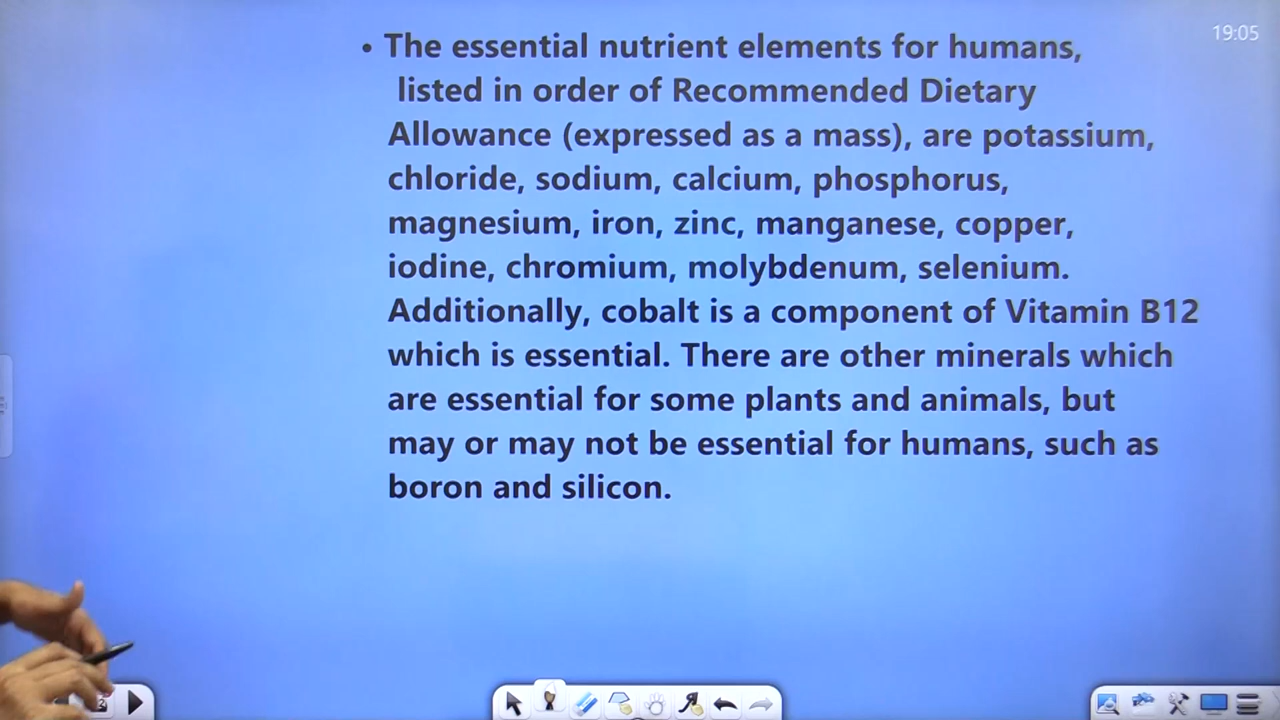 19:05
• The essential nutrient elements for humans,
listed in order of Recommended Dietary
Allowance (expressed as a mass), are potassium,
chloride, sodium, calcium, phosphorus,
magnesium, iron, zinc, manganese, copper,
iodine, chromium, molybdenum, selenium.
Additionally, cobalt is a component of Vitamin B12
which is essential. There are other minerals which
are essential for some plants and animals, but
may or may not be essential for humans, such as
boron and silicon.